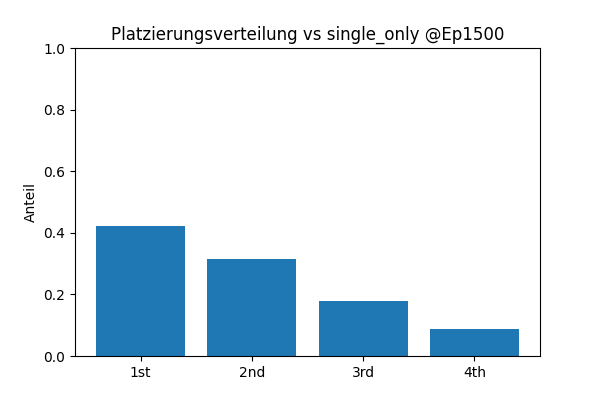 Platzierungsverteilung vs single_only @Ep1500
1.0
0.8
0.6
0.4
0.2
0.0
Anteil
1st
2nd
3rd
4th